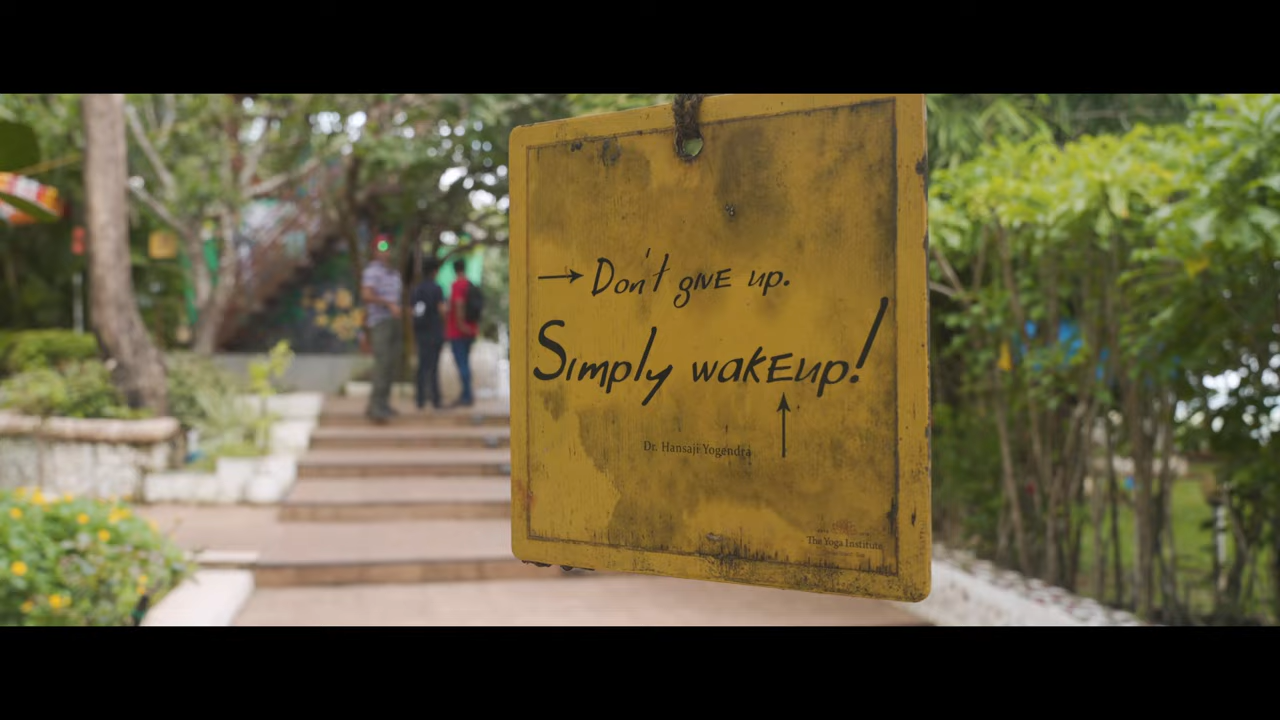 Don't give up.
Simply wakeup!
Dr. Hansaji Yogendra
The Yoga Institute